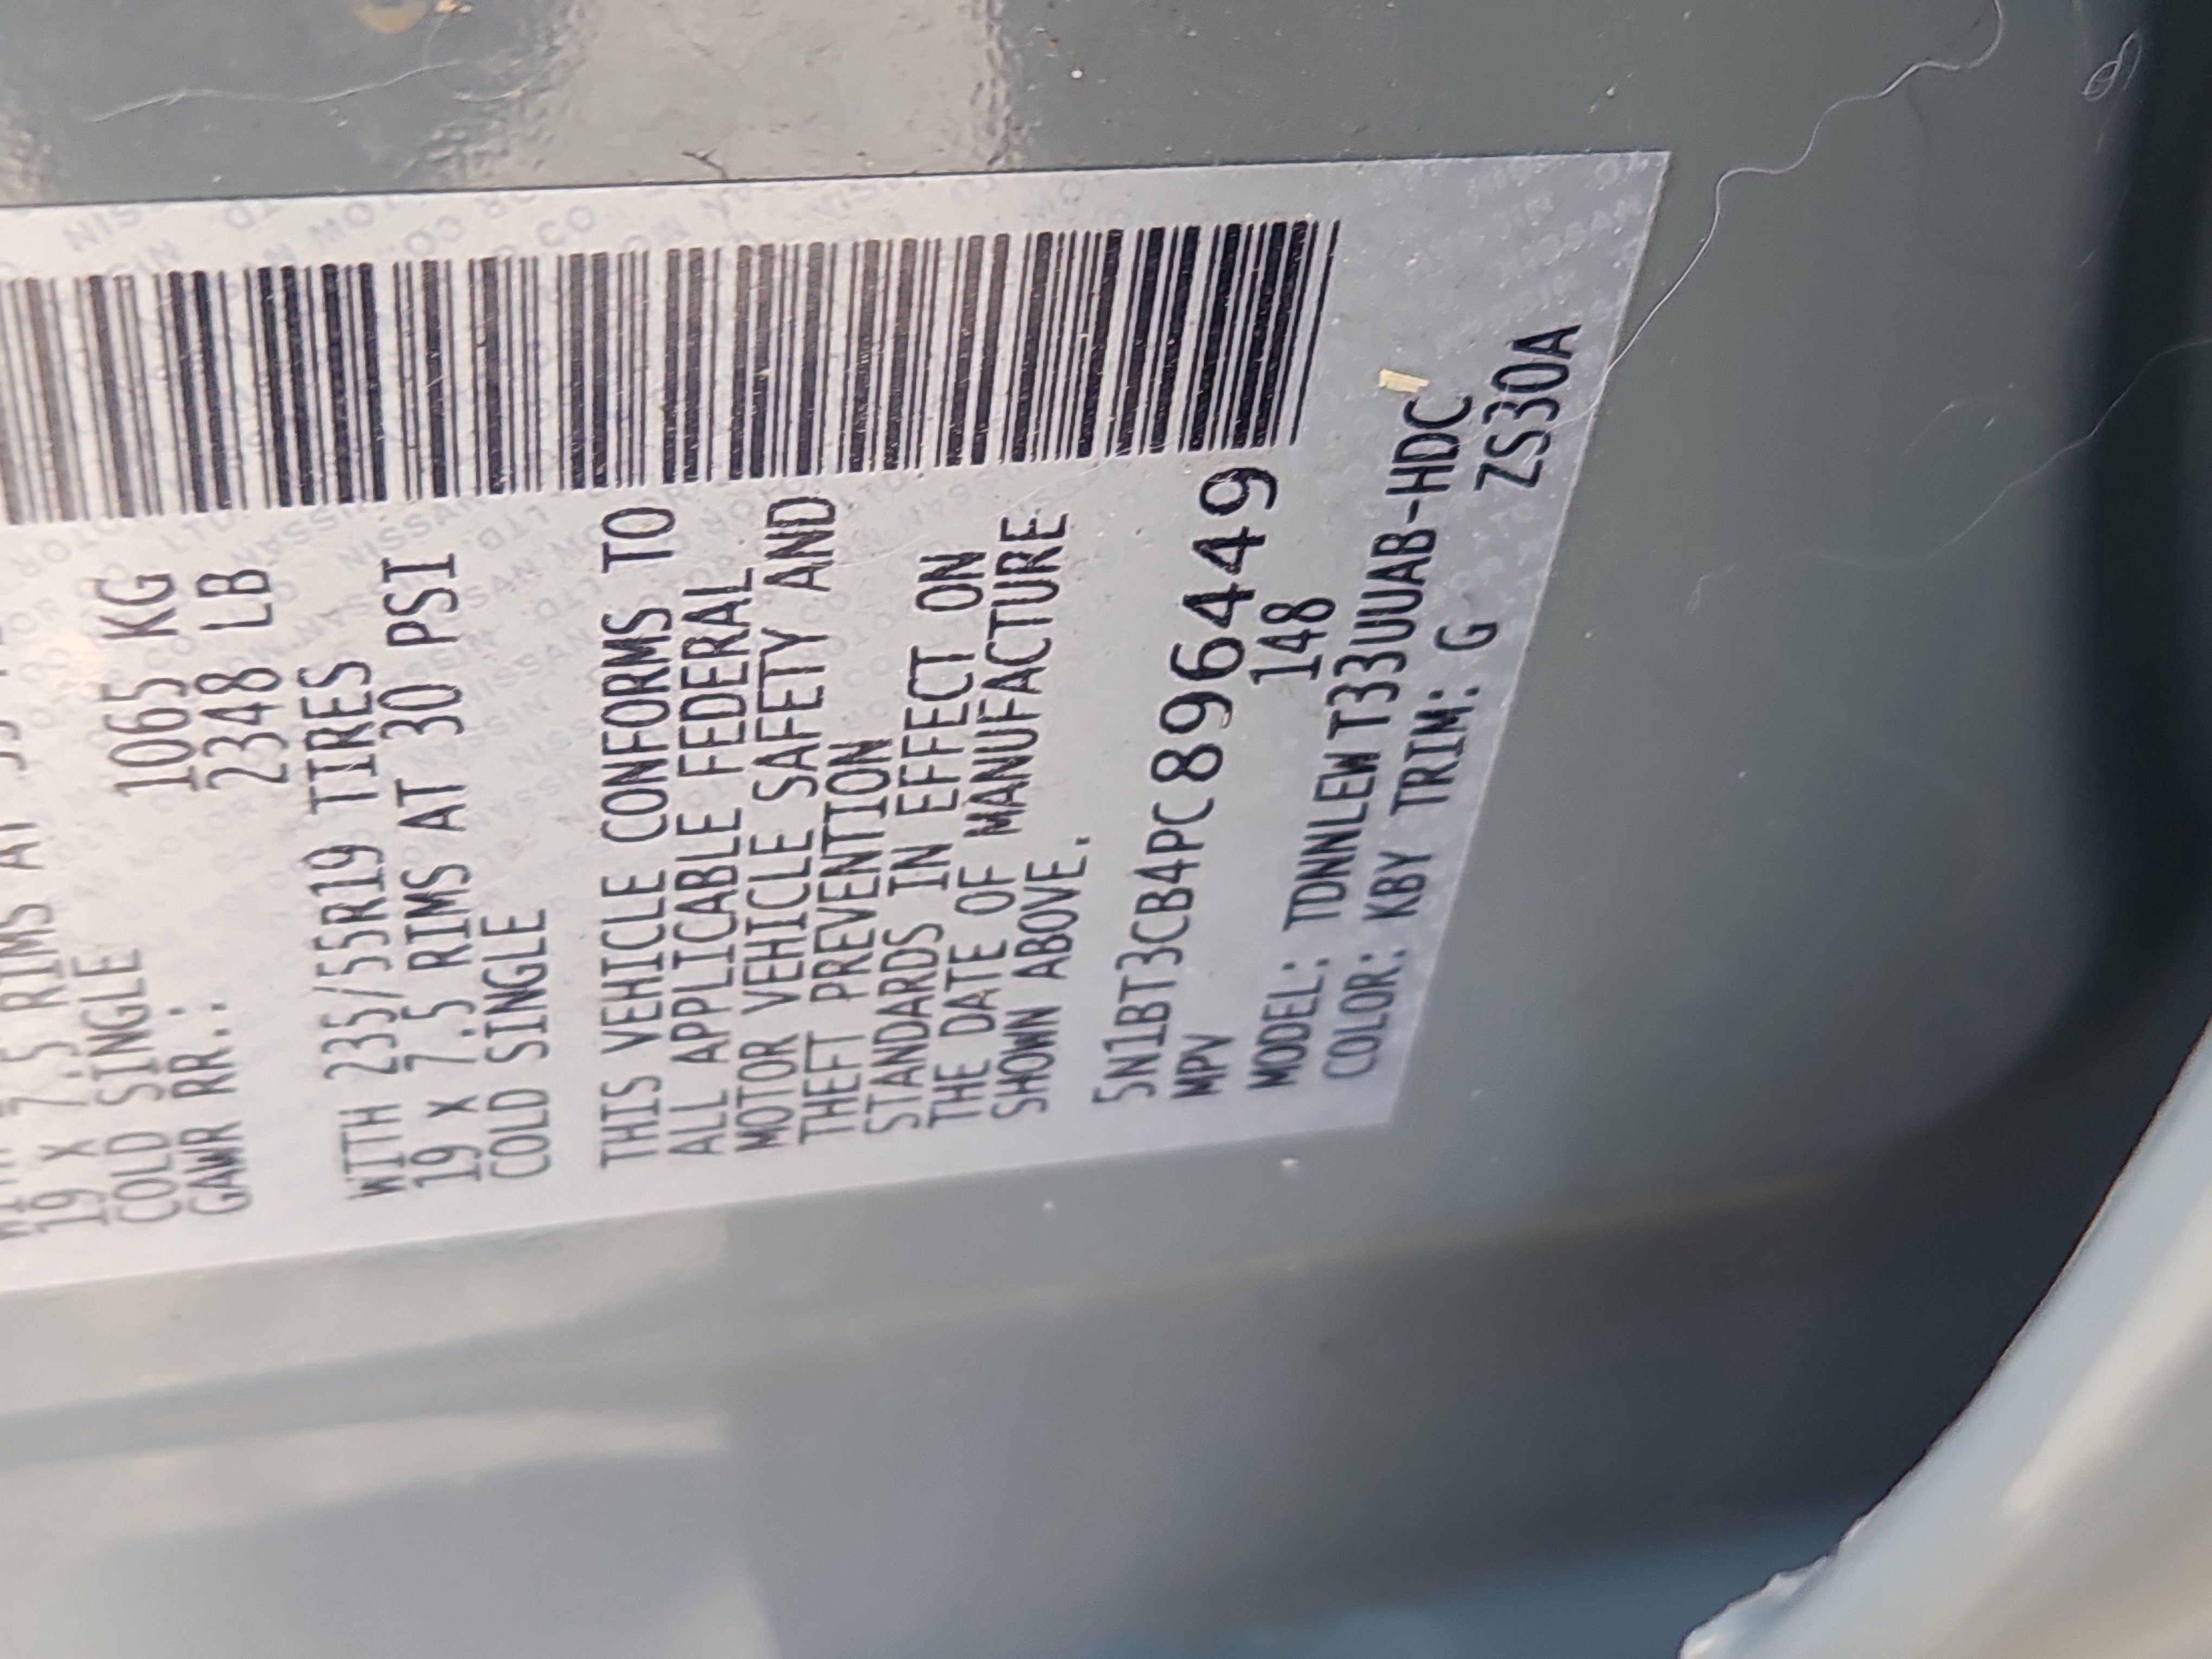 19 X 7.5 RIMS AT
COLD SINGLE
GAWR RR.: 1065 KG
2348 LB
WITH 235/55R19 TIRES
19 X 7.5 RIMS AT 30 PSI
COLD SINGLE
THIS VEHICLE CONFORMS TO
ALL APPLICABLE FEDERAL
MOTOR VEHICLE SAFETY AND
THEFT PREVENTION
STANDARDS IN EFFECT ON
THE DATE OF MANUFACTURE
SHOWN ABOVE.
5N1BT3CB4PC896449
MPV 148
MODEL: TDNNLEWT33UUAB-HDC
COLOR: KBY TRIM: G ZS30A